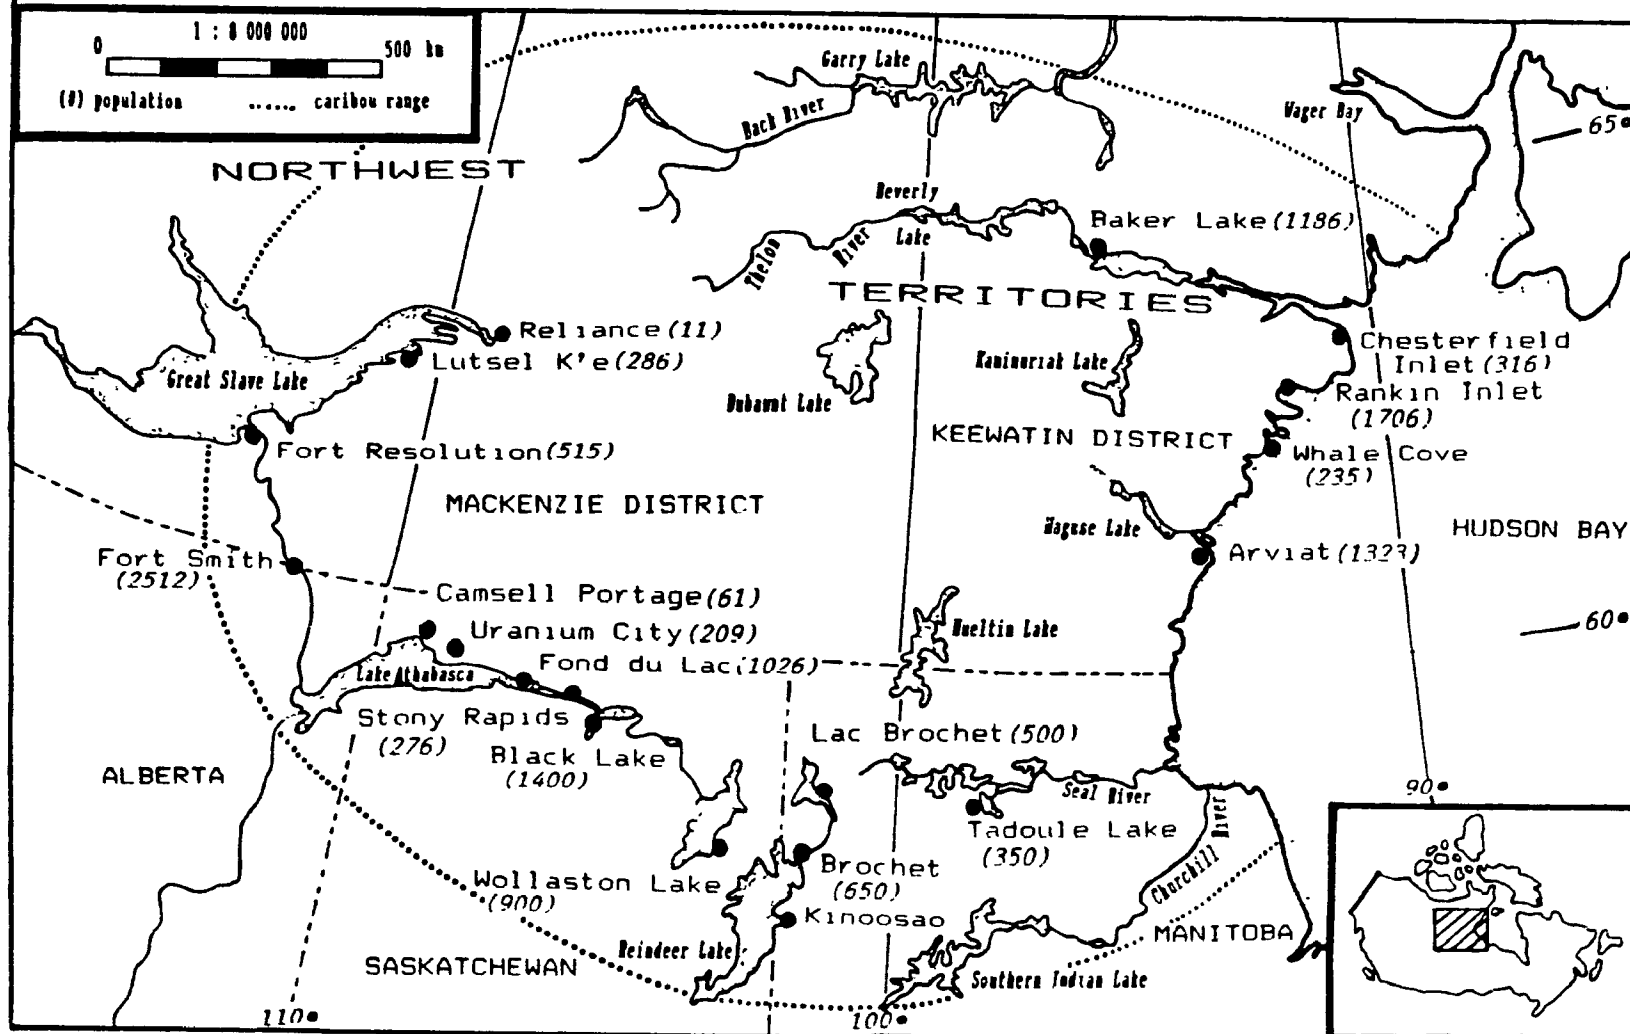 1 : 8 000 000
0 500 km
(#) population ...... caribou range
Garry Lake
Back River
Wager Bay
65°
NORTHWEST
Beverly
Lake
Thelon
River
Baker Lake (1186)
TERRITORIES
Reliance (11)
Lutsel K'e (286)
Great Slave Lake
Dubawnt Lake
Kaminuriak Lake
Chesterfield
Inlet (316)
Rankin Inlet
(1706)
Fort Resolution (515)
KEEWATIN DISTRICT
Whale Cove
(235)
MACKENZIE DISTRICT
Maguse Lake
HUDSON BAY
Arviat (1323)
Fort Smith
(2512)
Camsell Portage (61)
Uranium City (209)
Nueltin Lake
60°
Fond du Lac (1026)
Lake Athabasca
Stony Rapids
(276)
Black Lake
(1400)
Lac Brochet (500)
ALBERTA
Seal River
90°
Tadoule Lake
(350)
Churchill River
Wollaston Lake
(900)
Brochet
(650)
Kinoosao
MANITOBA
Reindeer Lake
SASKATCHEWAN
Southern Indian Lake
110°
100°